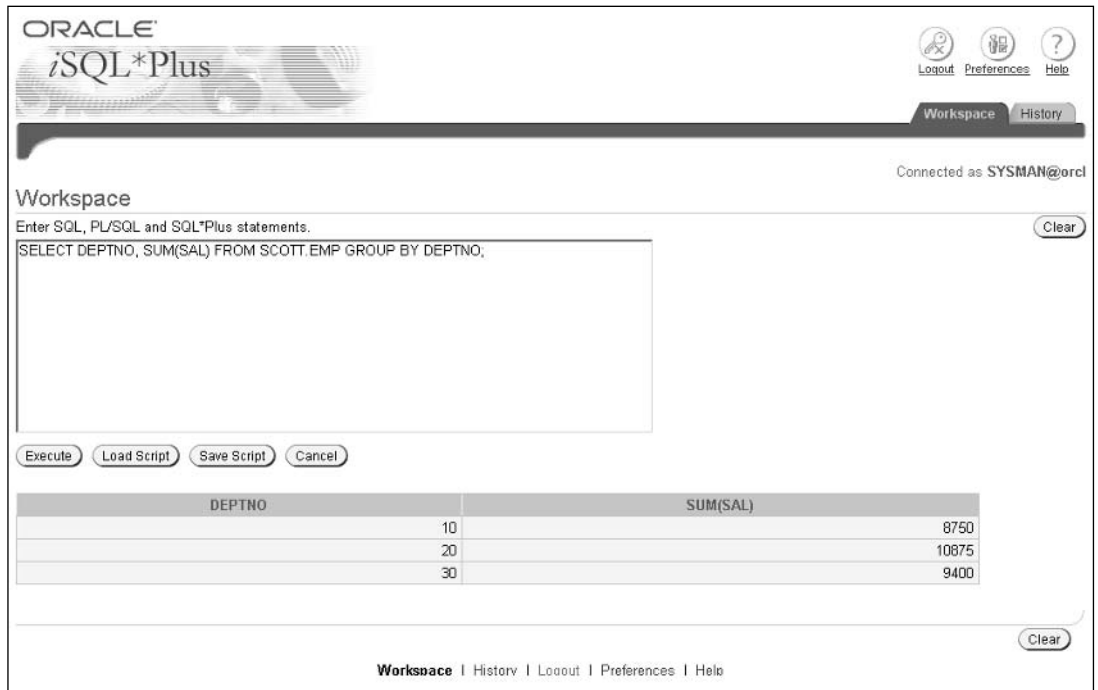 ORACLE
iSQL*Plus
Logout Preferences Help
Workspace History
Connected as SYSMAN@orcl
Workspace
Enter SQL, PL/SQL and SQL*Plus statements.
Clear
SELECT DEPTNO, SUM(SAL) FROM SCOTT.EMP GROUP BY DEPTNO;
Execute Load Script Save Script Cancel
DEPTNO SUM(SAL)
10 8750
20 10875
30 9400
Clear
Workspace | History | Logout | Preferences | Help